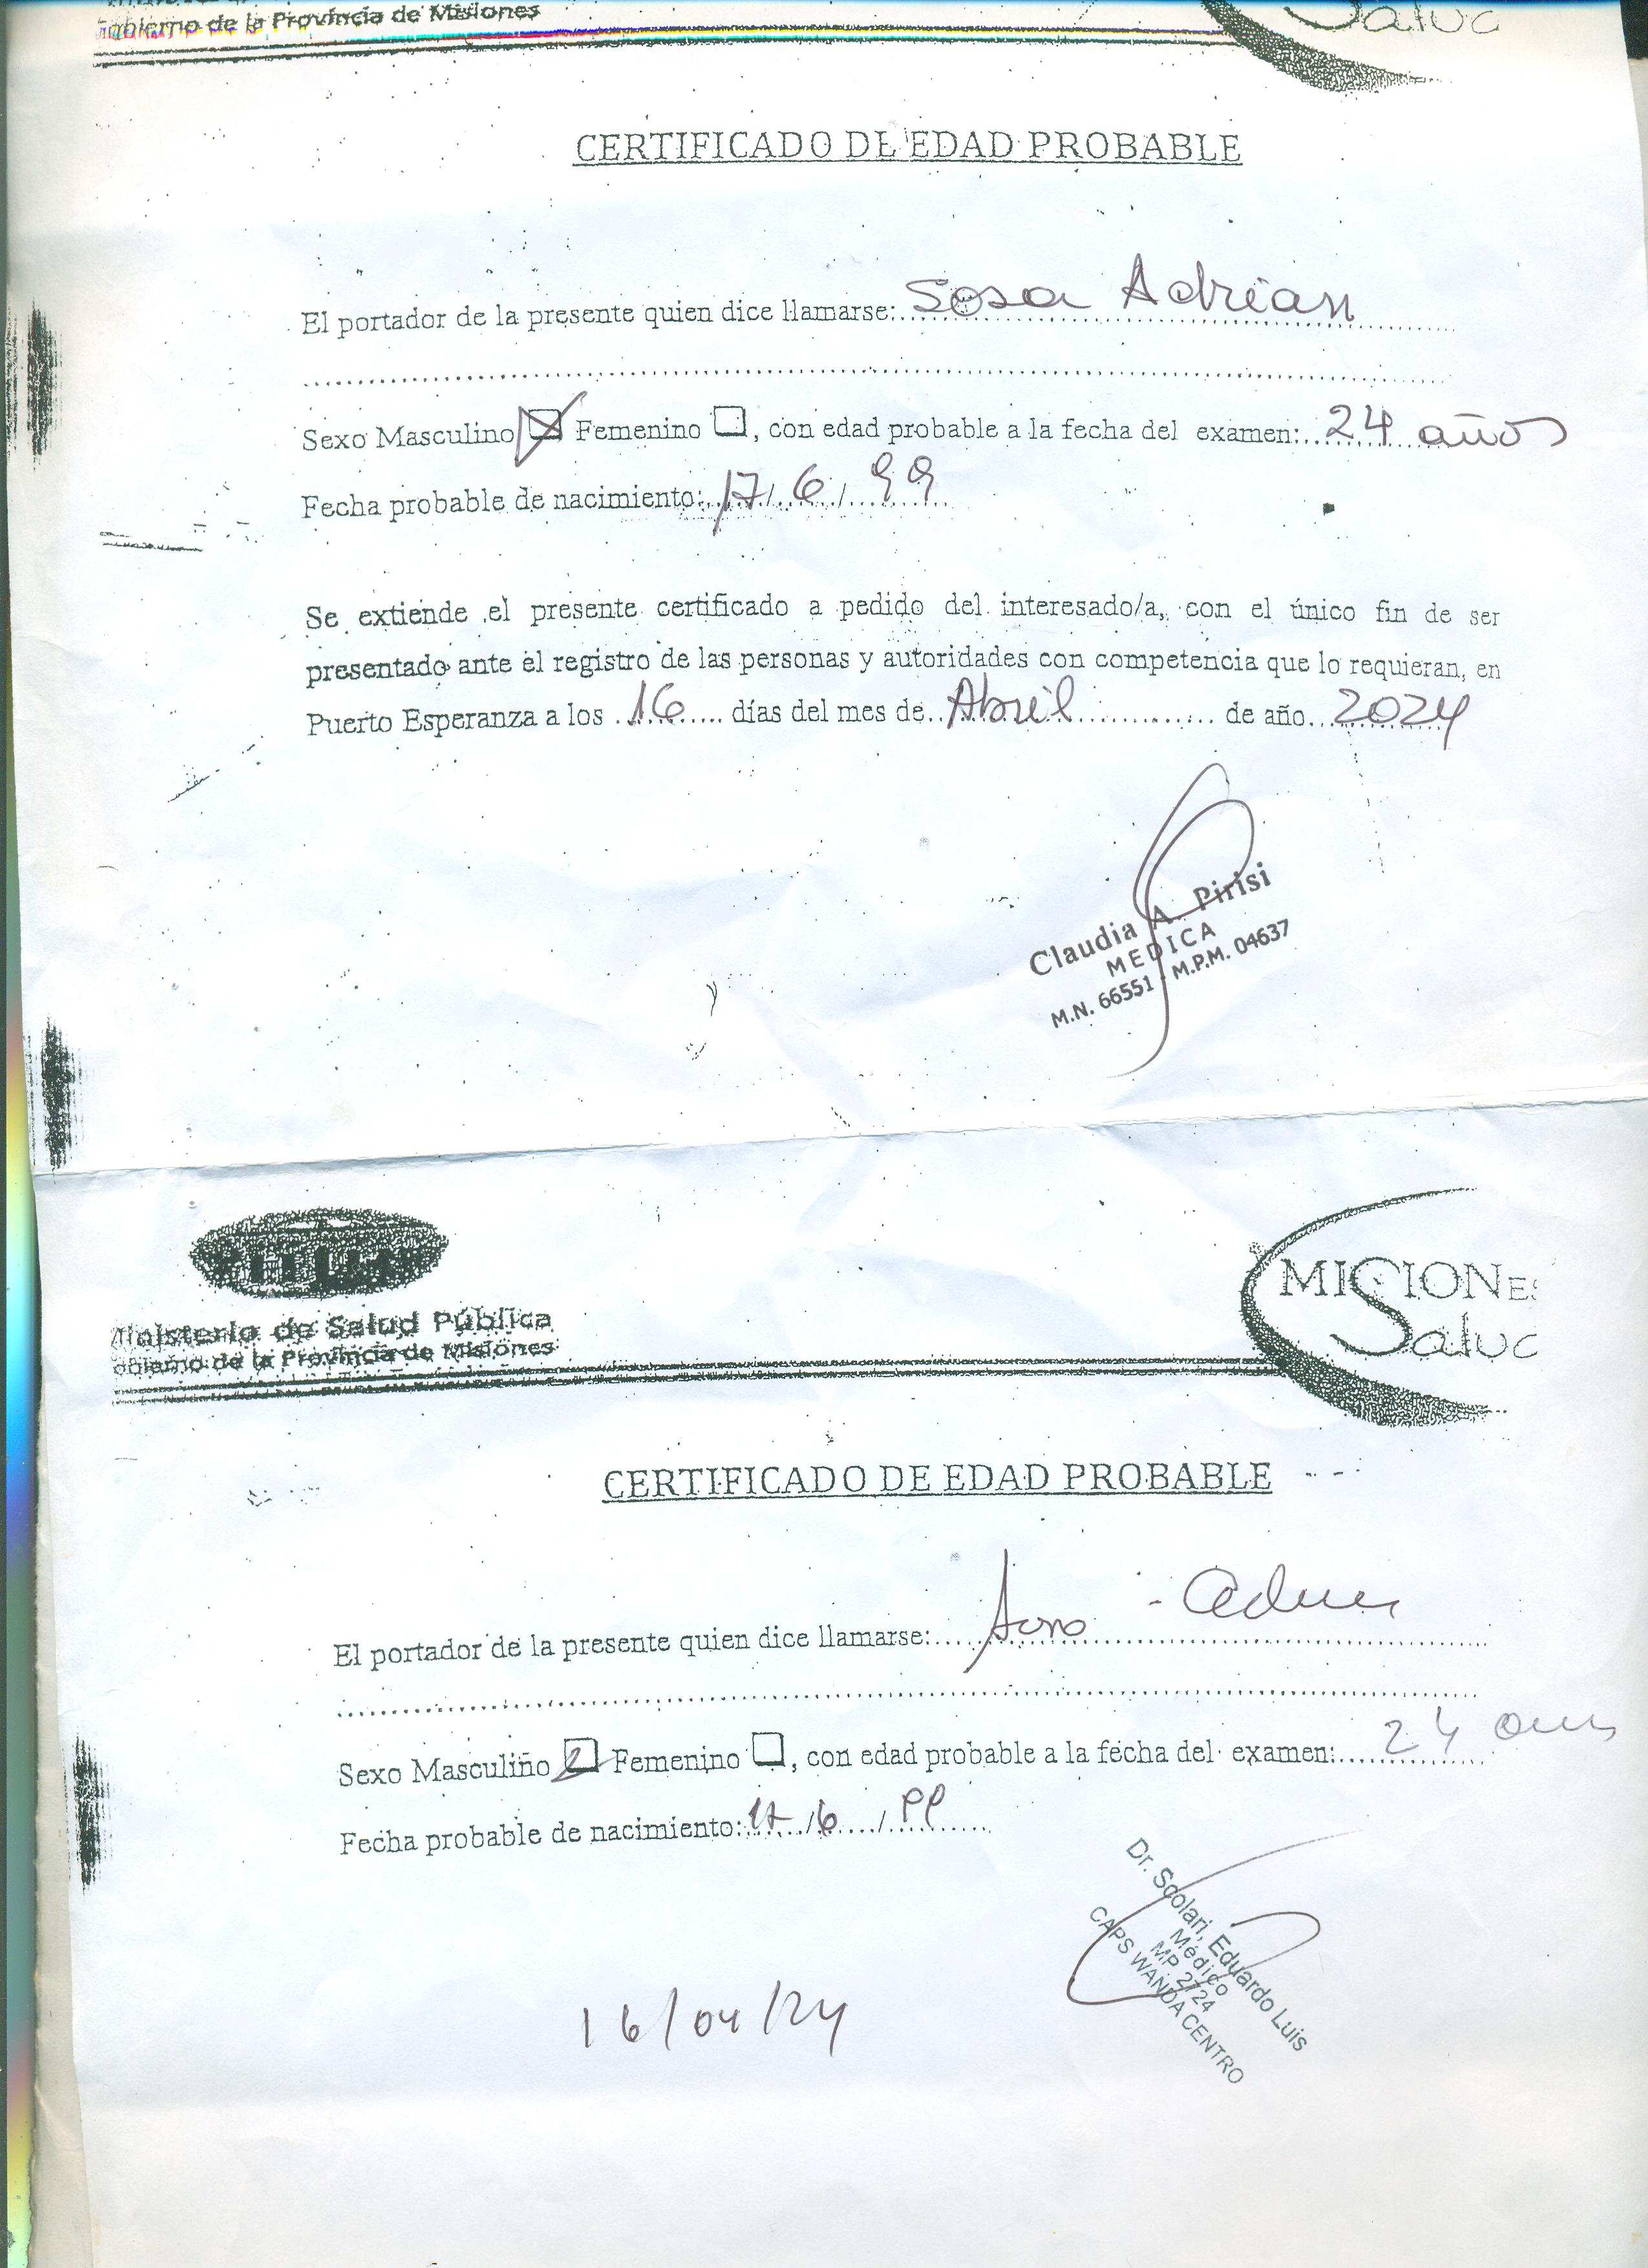 Gobierno de la Provincia de Misiones
Salud
CERTIFICADO DE EDAD PROBABLE
El portador de la presente quien dice llamarse: Sosa Adrian
Sexo Masculino Femenino , con edad probable a la fecha del examen: 24 años
Fecha probable de nacimiento: 17/6/99
Se extiende el presente certificado a pedido del interesado/a, con el único fin de ser
presentado ante el registro de las personas y autoridades con competencia que lo requieran, en
Puerto Esperanza a los 16 días del mes de Abril de año 2024
Claudia A. Pirisi
MEDICA
M.N. 66551 - M.P.M. 04637
MISIONES
Salud
Ministerio de Salud Pública
Gobierno de la Provincia de Misiones
CERTIFICADO DE EDAD PROBABLE
El portador de la presente quien dice llamarse:
Sexo Masculino Femenino , con edad probable a la fecha del examen: 24 años
Fecha probable de nacimiento: 17/6/99
Dr. Scolari, Eduardo Luis
Médico
MP 2724
CAPS WANDA CENTRO
16/04/24